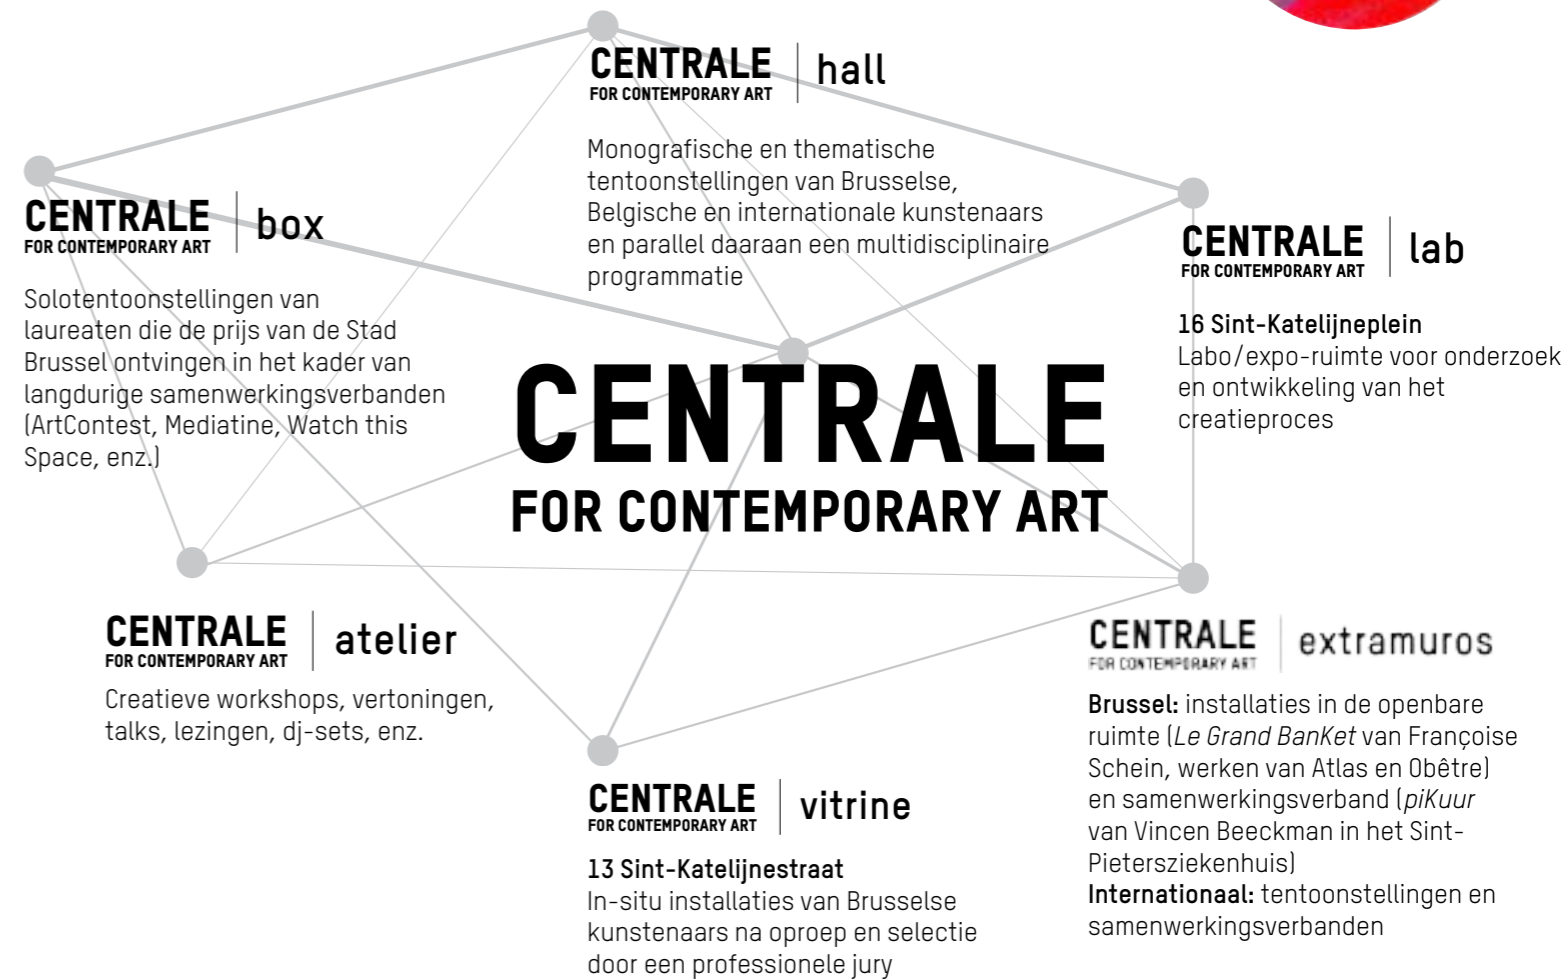 CENTRALE | hall
FOR CONTEMPORARY ART
Monografische en thematische
tentoonstellingen van Brusselse,
Belgische en internationale kunstenaars
en parallel daaraan een multidisciplinaire
programmatie
CENTRALE | box
FOR CONTEMPORARY ART
Solotentoonstellingen van
laureaten die de prijs van de Stad
Brussel ontvingen in het kader van
langdurige samenwerkingsverbanden
(ArtContest, Mediatine, Watch this
Space, enz.)
CENTRALE | lab
FOR CONTEMPORARY ART
16 Sint-Katelijneplein
Labo/expo-ruimte voor onderzoek
en ontwikkeling van het
creatieproces
CENTRALE
FOR CONTEMPORARY ART
CENTRALE | atelier
FOR CONTEMPORARY ART
Creatieve workshops, vertoningen,
talks, lezingen, dj-sets, enz.
CENTRALE | vitrine
FOR CONTEMPORARY ART
13 Sint-Katelijnestraat
In-situ installaties van Brusselse
kunstenaars na oproep en selectie
door een professionele jury
CENTRALE | extramuros
FOR CONTEMPORARY ART
Brussel: installaties in de openbare
ruimte (Le Grand BanKet van Françoise
Schein, werken van Atlas en Obêtre)
en samenwerkingsverband (piKuur
van Vincen Beeckman in het Sint-
Pietersziekenhuis)
Internationaal: tentoonstellingen en
samenwerkingsverbanden